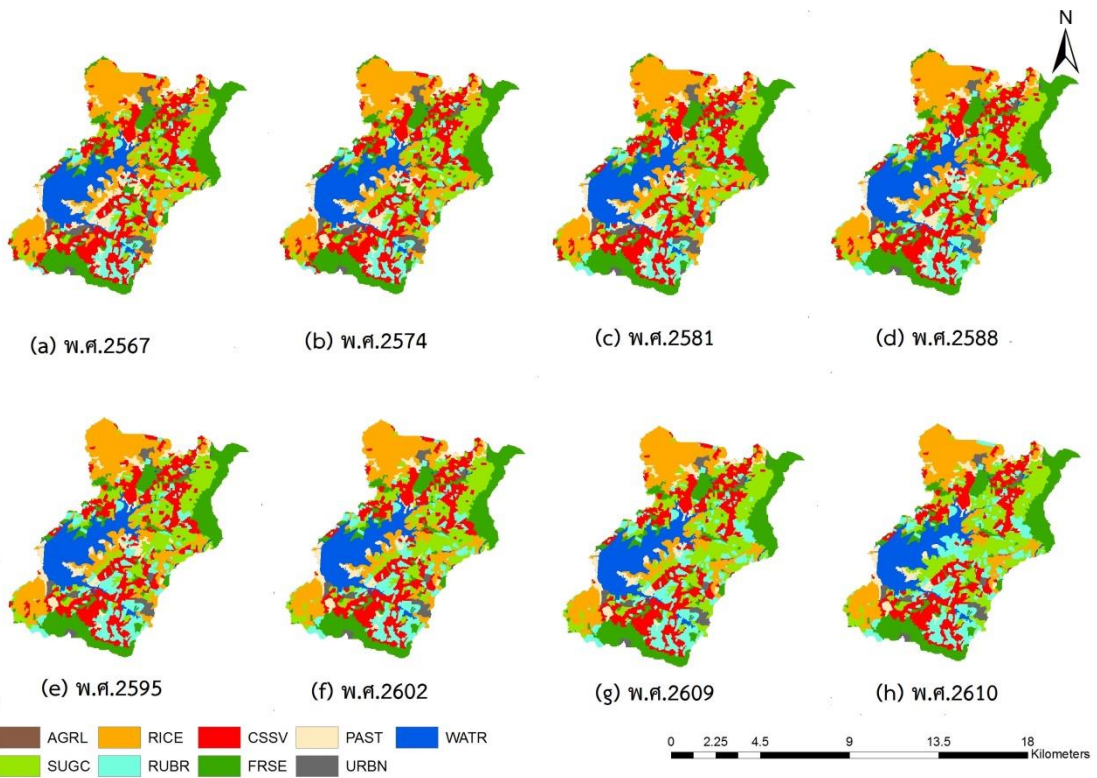 N
(a) พ.ศ.2567
(b) พ.ศ.2574
(c) พ.ศ.2581
(d) พ.ศ.2588
(e) พ.ศ.2595
(f) พ.ศ.2602
(g) พ.ศ.2609
(h) พ.ศ.2610
AGRL RICE CSSV PAST WATR
SUGC RUBR FRSE URBN
0 2.25 4.5 9 13.5 18
Kilometers